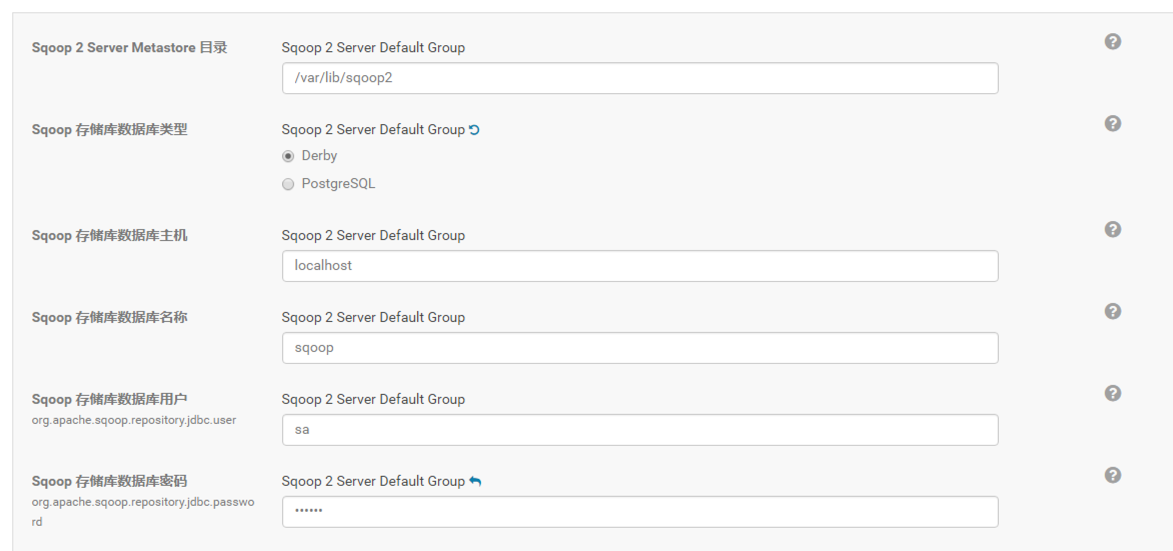 Sqoop 2 Server Metastore 目录
Sqoop 2 Server Default Group
/var/lib/sqoop2
Sqoop 存储库数据库类型
Sqoop 2 Server Default Group
Derby
PostgreSQL
Sqoop 存储库数据库主机
Sqoop 2 Server Default Group
localhost
Sqoop 存储库数据库名称
Sqoop 2 Server Default Group
sqoop
Sqoop 存储库数据库用户
org.apache.sqoop.repository.jdbc.user
Sqoop 2 Server Default Group
sa
Sqoop 存储库数据库密码
org.apache.sqoop.repository.jdbc.passwo
rd
Sqoop 2 Server Default Group
••••••